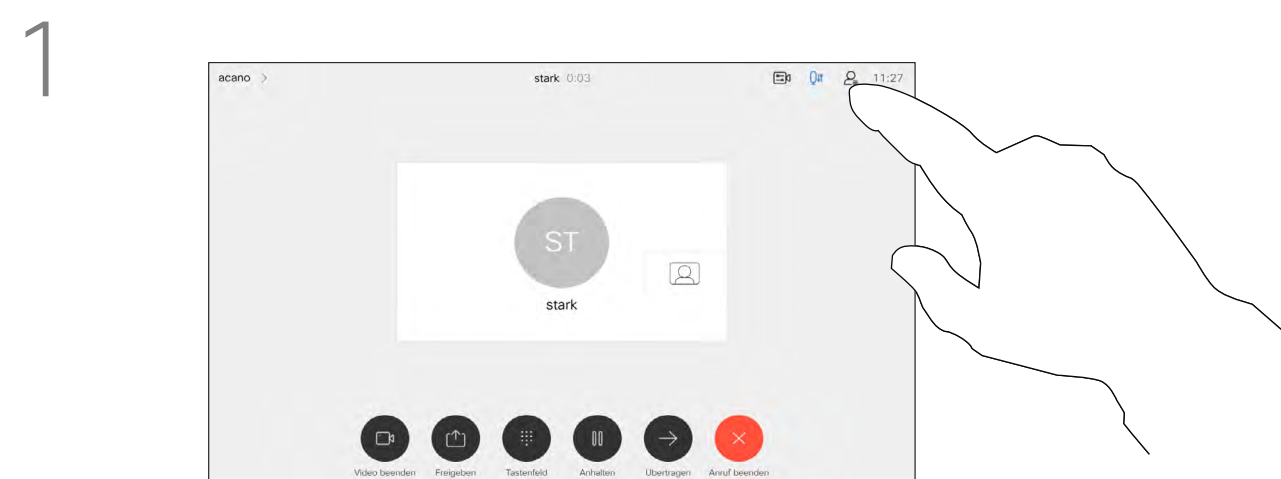 1
acano > stark 0:03 11:27
ST
stark
Video beenden Freigeben Tastenfeld Anhalten Übertragen Anruf beenden